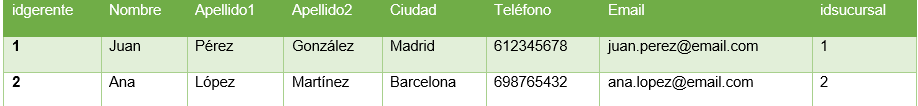 idgerente Nombre Apellido1 Apellido2 Ciudad Teléfono Email idsucursal
1 Juan Pérez González Madrid 612345678 juan.perez@email.com 1
2 Ana López Martínez Barcelona 698765432 ana.lopez@email.com 2